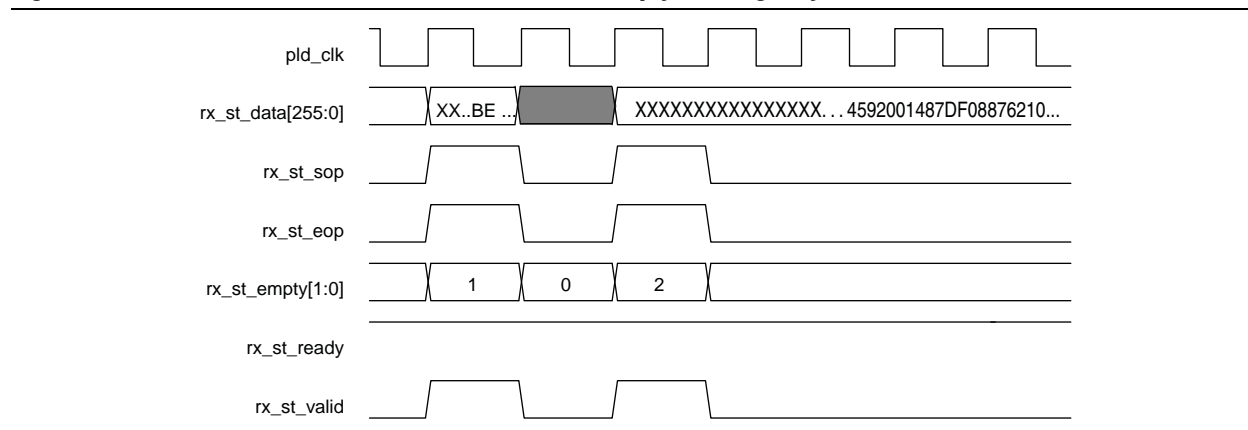 pld_clk
rx_st_data[255:0] XX..BE ... XXXXXXXXXXXXXXXX. . . 4592001487DF08876210...
rx_st_sop
rx_st_eop
rx_st_empty[1:0] 1 0 2
rx_st_ready
rx_st_valid